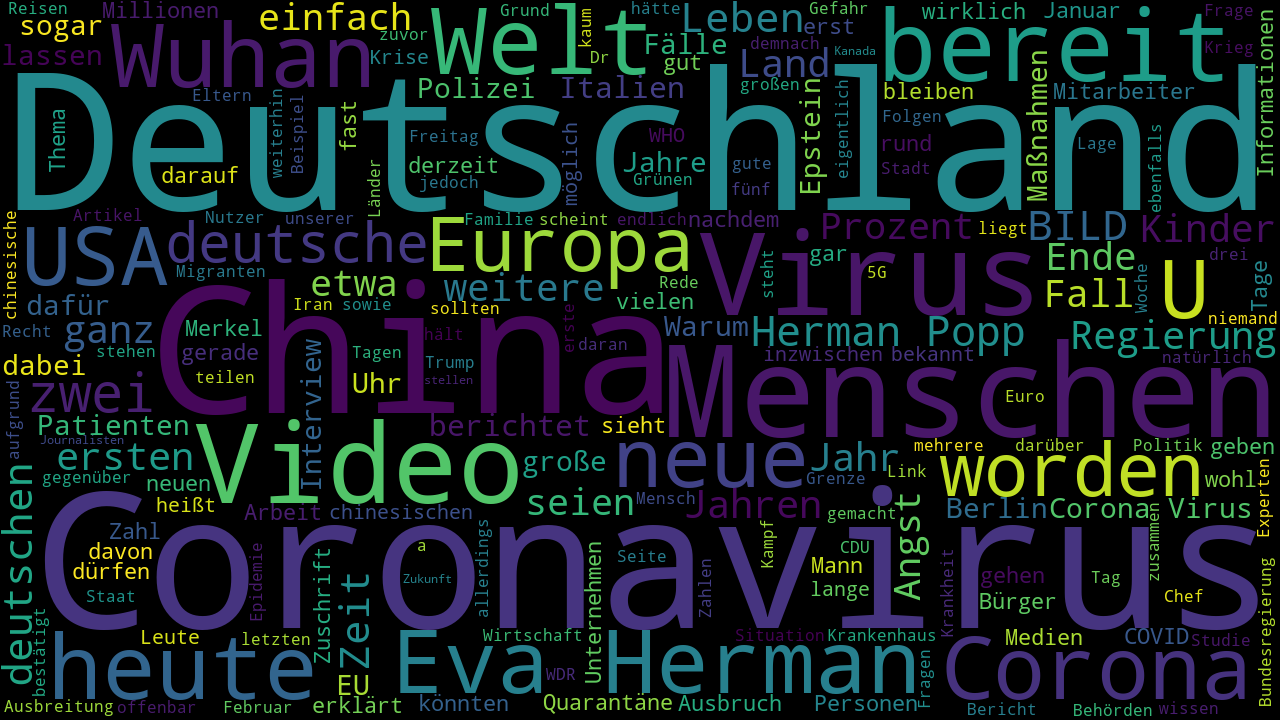 Reisen
sogar
Millionen
einfach
zuvor
Krise
Grund
Welt
hätte
kaum
Dr
Leben
Fälle
gut
erst
Gefahr
demnach
Kanada
wirklich
Januar
Frage
Krieg
bereit
Informationen
lassen
Wuhan
Land
Polizei
Italien
großen
Epstein
eigentlich
bleiben
Mitarbeiter
Maßnahmen
Deutschland
Thema
Eltern
weiterhin
Beispiel
fast
Freitag
derzeit
jedoch
Länder
darauf
möglich
WHO
Jahre
Grünen
gute
fünf
Folgen
rund
Stadt
Lage
ebenfalls
chinesische
Artikel
Nutzer
unserer
Familie
scheint
endlich
nachdem
Prozent
liegt
BILD
Kinder
USA
deutsche
Migranten
Europa
Virus
gar
steht
5G
Ende
Fall
Woche
U
drei
Tage
niemand
dafür
etwa
weitere
Rede
vielen
Iran
sowie
sollten
Recht
ganz
Merkel
China
hält
erste
daran
Warum
Herman Popp
Regierung
stehen
gerade
Tagen
Trump
inzwischen
bekannt
natürlich
dabei
teilen
Interview
Uhr
stellen
Menschen
Euro
zwei
aufgrund
Patienten
Video
berichtet
sieht
Journalisten
ersten
gegenüber
neuen
große
neue
Jahr
Grenze
Link
mehrere
darüber
Politik
geben
worden
wohl
Experten
deutschen
heißt
Arbeit
chinesischen
seien
Mensch
Jahren
gemacht
Angst
Berlin
Corona Virus
Zahl
davon
dürfen
Staat
Epidemie
Coronavirus
a
Zukunft
allerdings
Unternehmen
Seite
Zahlen
Kampf
CDU
Mann
lange
Krankheit
gehen
Bürger
Tag
zusammen
Chef
Bundesregierung
bestätigt
heute
Leute
letzten
Zuschrift
Zeit
Eva Herman
Wirtschaft
WDR
Situation
Krankenhaus
Fragen
Corona
Medien
COVID
Studie
Ausbreitung
offenbar
Februar
erklärt
EU
könnten
Quarantäne
Ausbruch
Personen
Bericht
Behörden
wissen